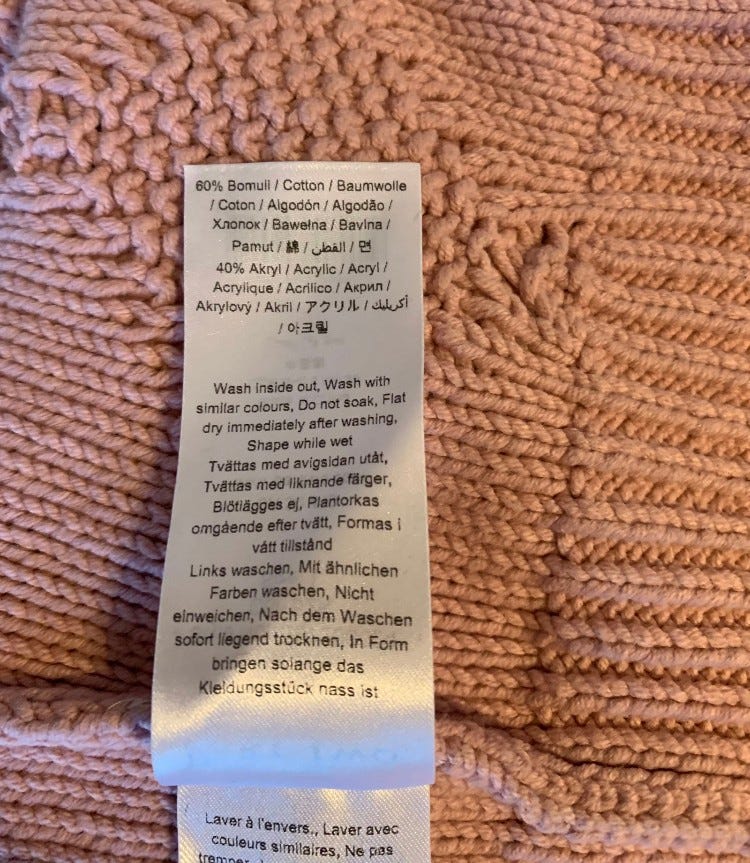 60% Bomull / Cotton / Baumwolle
/ Coton / Algodón / Algodão /
Хлопок / Bawełna / Bavlna /
Pamut / 綿 / القطن / 면
40% Akryl / Acrylic / Acryl /
Acrylique / Acrilico / Акрил /
Akrylový / Akril / アクリル / أكريليك
/ 아크릴
Wash inside out, Wash with
similar colours, Do not soak, Flat
dry immediately after washing,
Shape while wet
Tvättas med avigsidan utåt,
Tvättas med liknande färger,
Blötlägges ej, Plantorkas
omgående efter tvätt, Formas i
vått tillstånd
Links waschen, Mit ähnlichen
Farben waschen, Nicht
einweichen, Nach dem Waschen
sofort liegend trocknen, In Form
bringen solange das
Kleidungsstück nass ist
Laver à l'envers., Laver avec
couleurs similaires, Ne pas
tremper